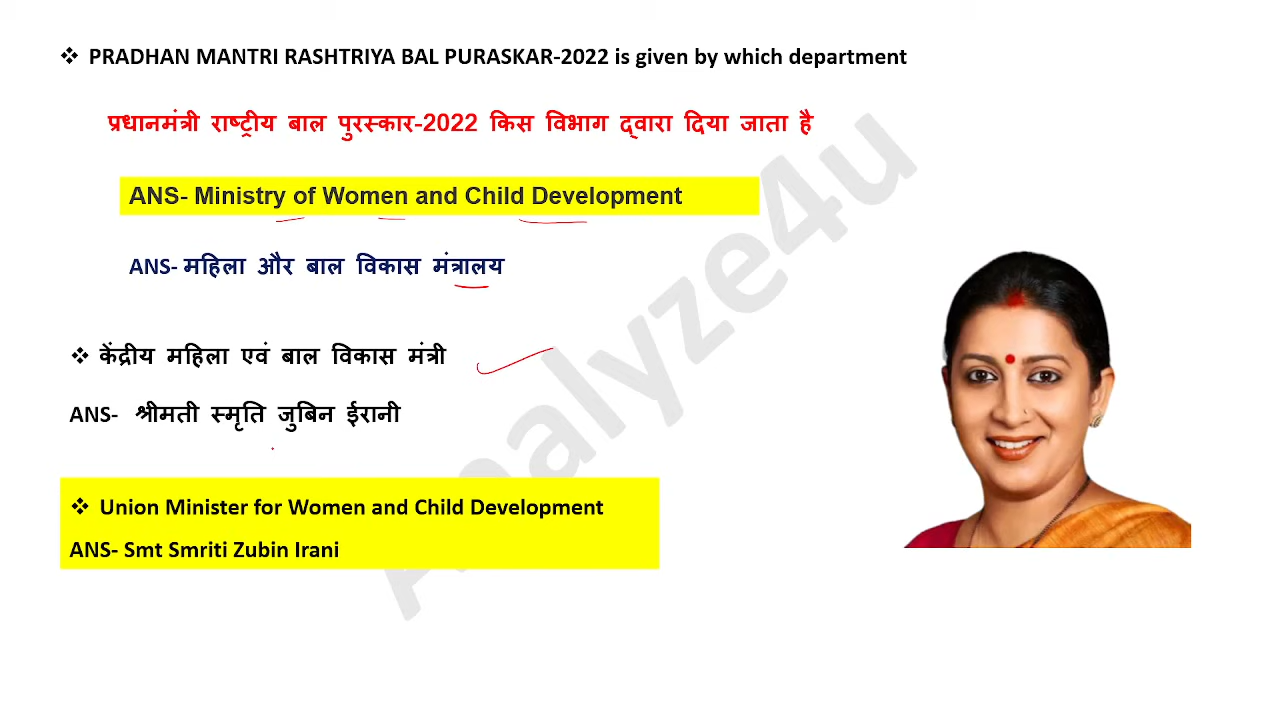 ❖ PRADHAN MANTRI RASHTRIYA BAL PURASKAR-2022 is given by which department
प्रधानमंत्री राष्ट्रीय बाल पुरस्कार-2022 किस विभाग द्वारा दिया जाता है
ANS- Ministry of Women and Child Development
ANS- महिला और बाल विकास मंत्रालय
❖ केंद्रीय महिला एवं बाल विकास मंत्री
ANS- श्रीमती स्मृति जुबिन ईरानी
❖ Union Minister for Women and Child Development
ANS- Smt Smriti Zubin Irani
Analyze4u